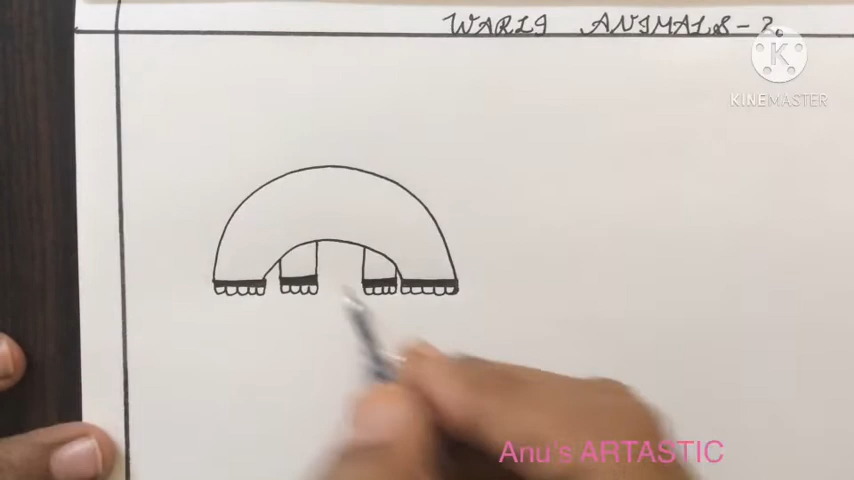 WARLI ANIMALS - 2.
K
KINEMASTER
Anu's ARTASTIC